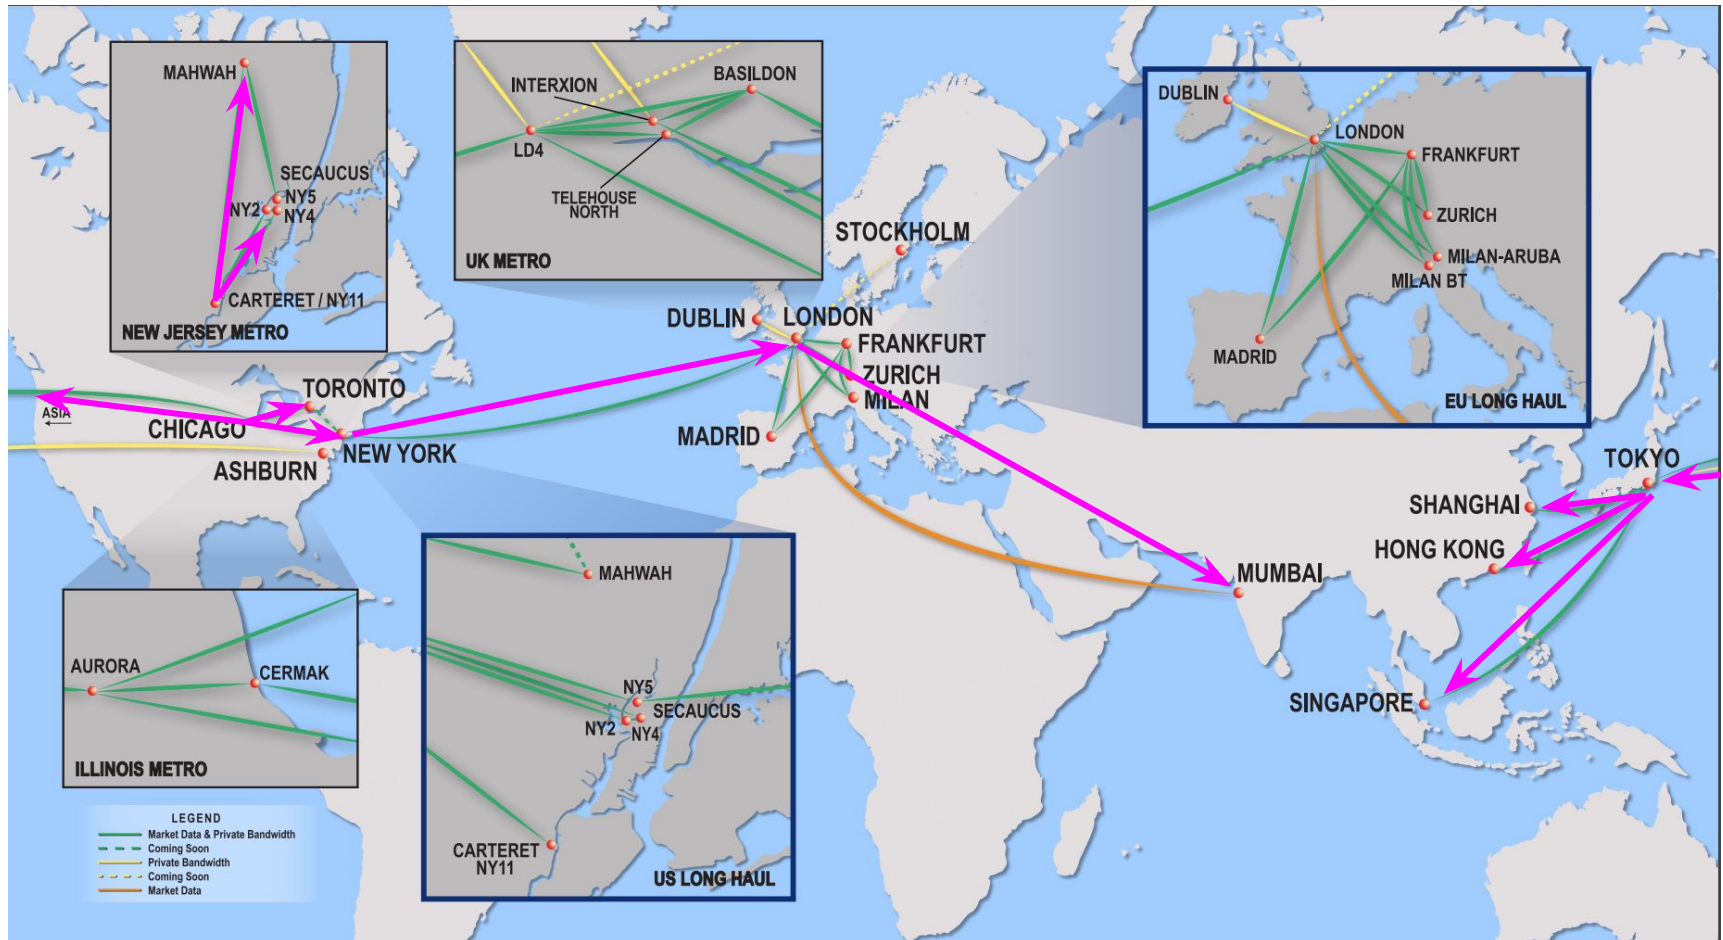 MAHWAH
SECAUCUS
NY5
NY2
NY4
CARTERET / NY11
NEW JERSEY METRO
INTERXION
BASILDON
LD4
TELEHOUSE
NORTH
UK METRO
DUBLIN
LONDON
FRANKFURT
ZURICH
MILAN-ARUBA
MILAN BT
MADRID
EU LONG HAUL
STOCKHOLM
DUBLIN
LONDON
FRANKFURT
ZURICH
MILAN
MADRID
TORONTO
ASIA
CHICAGO
NEW YORK
ASHBURN
TOKYO
SHANGHAI
HONG KONG
MUMBAI
SINGAPORE
MAHWAH
NY5
SECAUCUS
NY2
NY4
CARTERET
NY11
US LONG HAUL
AURORA
CERMAK
ILLINOIS METRO
LEGEND
Market Data & Private Bandwidth
Coming Soon
Private Bandwidth
Coming Soon
Market Data